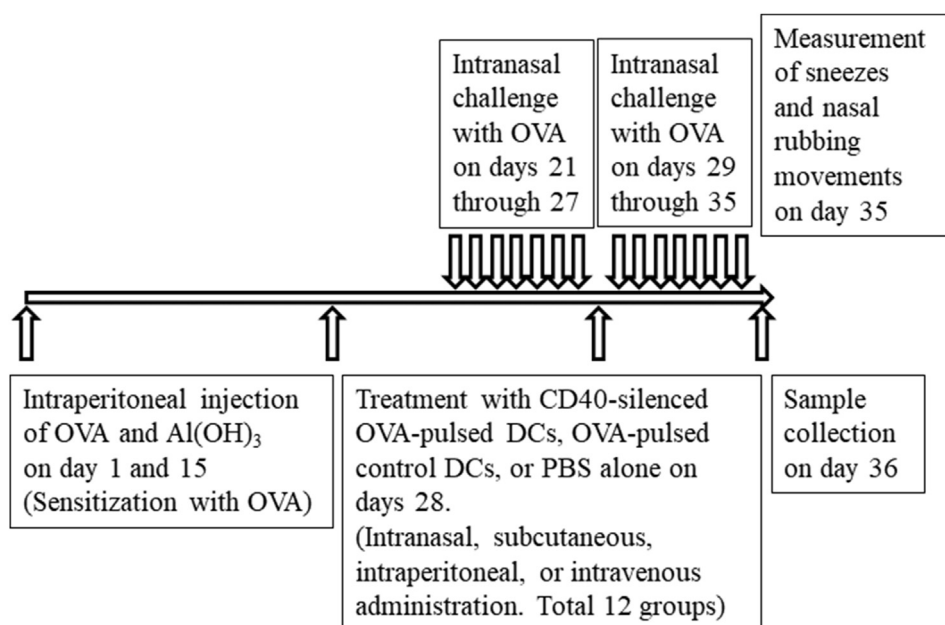 Intranasal
challenge
with OVA
on days 21
through 27
Intranasal
challenge
with OVA
on days 29
through 35
Measurement
of sneezes
and nasal
rubbing
movements
on day 35
Intraperitoneal injection
of OVA and Al(OH)₃
on day 1 and 15
(Sensitization with OVA)
Treatment with CD40-silenced
OVA-pulsed DCs, OVA-pulsed
control DCs, or PBS alone on
days 28.
(Intranasal, subcutaneous,
intraperitoneal, or intravenous
administration. Total 12 groups)
Sample
collection
on day 36